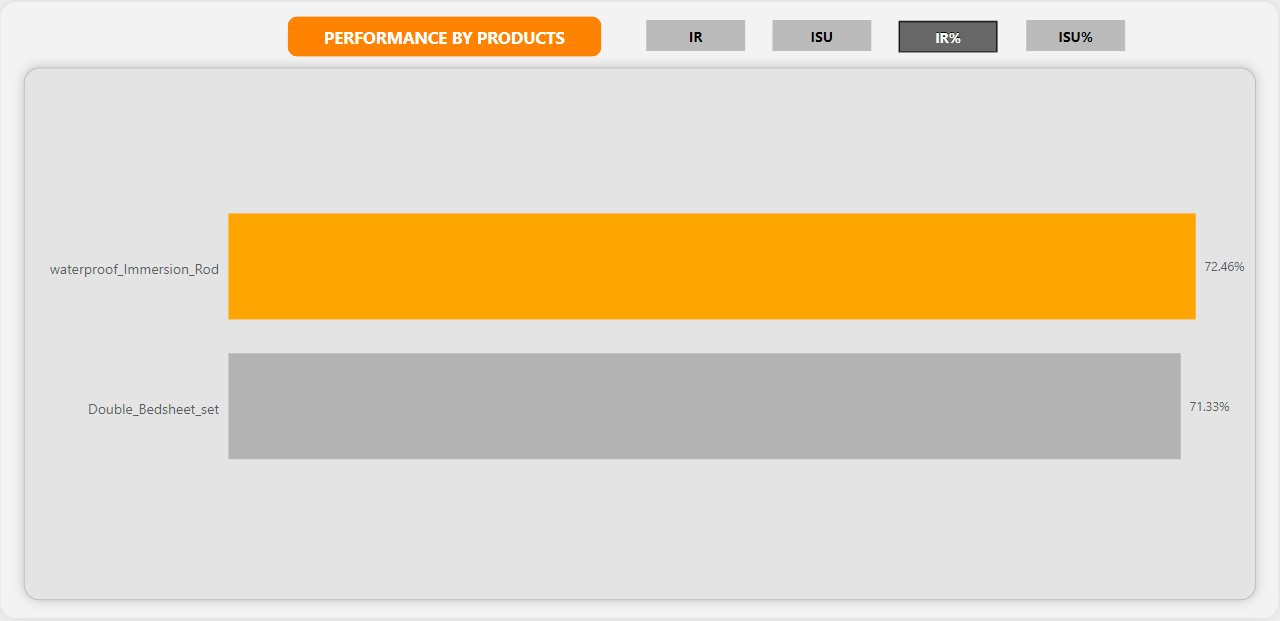 PERFORMANCE BY PRODUCTS
IR
ISU
IR%
ISU%
waterproof_Immersion_Rod
72.46%
Double_Bedsheet_set
71.33%